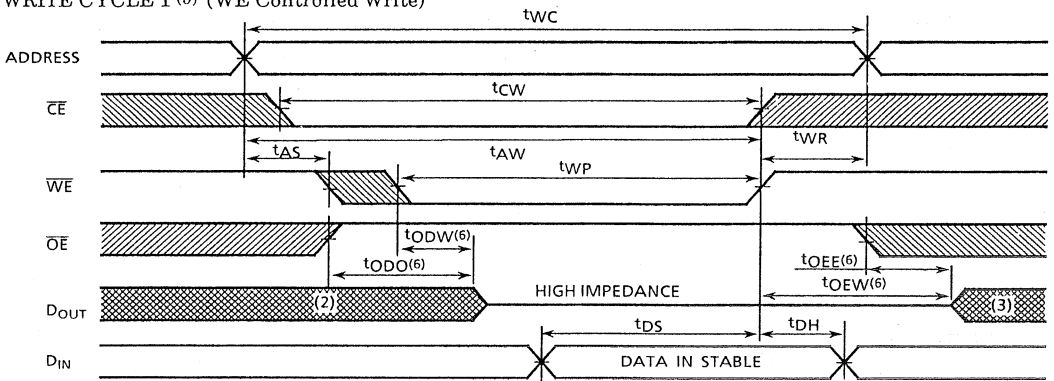 WRITE CYCLE 1 (5) (WE Controlled Write)
tWC
ADDRESS
CE
tCW
tAS
tAW
tWR
tWP
WE
OE
tODW(6)
tODO(6)
tOEE(6)
tOEW(6)
DOUT
(2)
HIGH IMPEDANCE
(3)
tDS
tDH
DIN
DATA IN STABLE